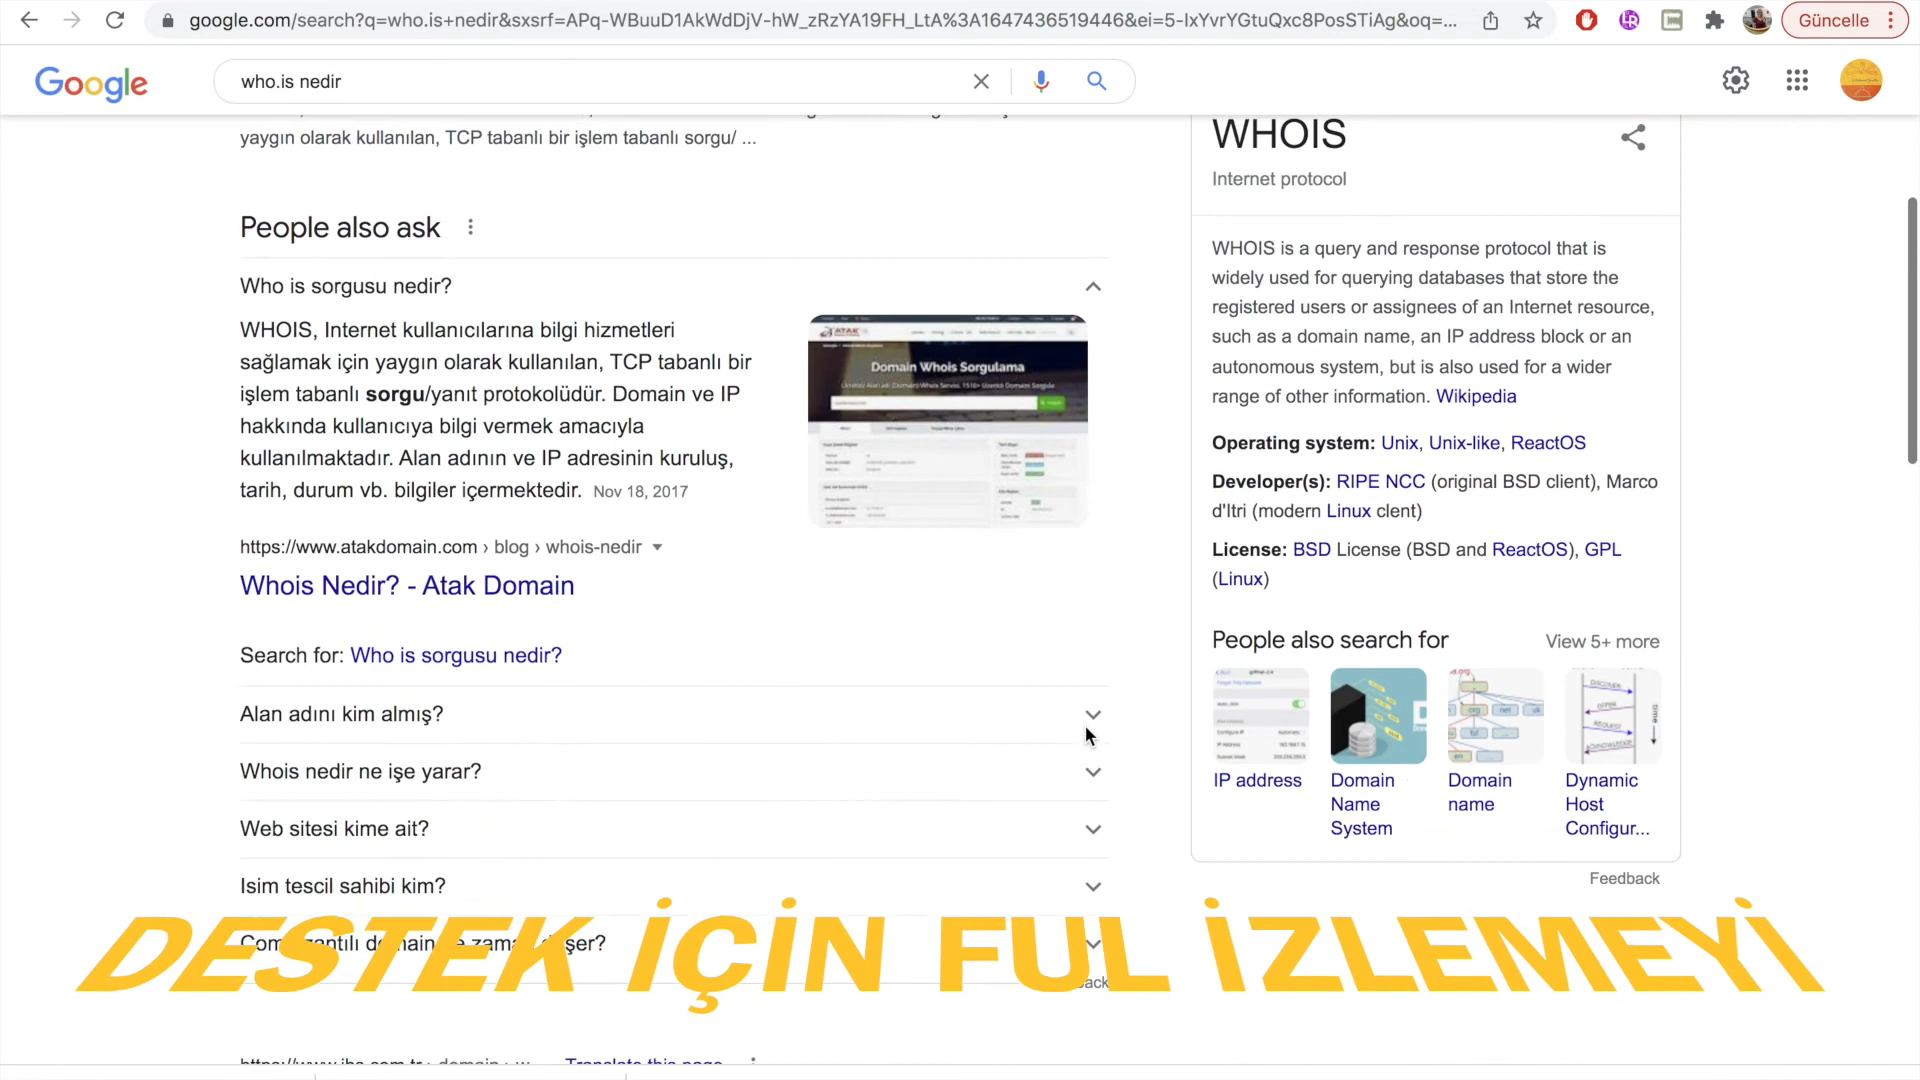 google.com/search?q=who.is+nedir&sxsrf=APq-WBuuD1AkWdDjV-hW_zRzYA19FH_LtA%3A1647436519446&ei=5-IxYvrYGtuQxc8PosSTiAg&oq=...
Güncelle
Google
who.is nedir
yaygın olarak kullanılan, TCP tabanlı bir işlem tabanlı sorgu/ ...
People also ask
Who is sorgusu nedir?
WHOIS, Internet kullanıcılarına bilgi hizmetleri
sağlamak için yaygın olarak kullanılan, TCP tabanlı bir
işlem tabanlı sorgu/yanıt protokolüdür. Domain ve IP
hakkında kullanıcıya bilgi vermek amacıyla
kullanılmaktadır. Alan adının ve IP adresinin kuruluş,
tarih, durum vb. bilgiler içermektedir. Nov 18, 2017
ATAK
Domain Whois Sorgulama
https://www.atakdomain.com › blog › whois-nedir
Whois Nedir? - Atak Domain
Search for: Who is sorgusu nedir?
Alan adını kim almış?
Whois nedir ne işe yarar?
Web sitesi kime ait?
Isim tescil sahibi kim?
WHOIS
Internet protocol
WHOIS is a query and response protocol that is
widely used for querying databases that store the
registered users or assignees of an Internet resource,
such as a domain name, an IP address block or an
autonomous system, but is also used for a wider
range of other information. Wikipedia
Operating system: Unix, Unix-like, ReactOS
Developer(s): RIPE NCC (original BSD client), Marco
d'Itri (modern Linux clent)
License: BSD License (BSD and ReactOS), GPL
(Linux)
People also search for
View 5+ more
IP address
Domain
Name
System
Domain
name
Dynamic
Host
Configur...
Feedback
DESTEK İÇİN FUL İZLEMEYİ
Translate this page